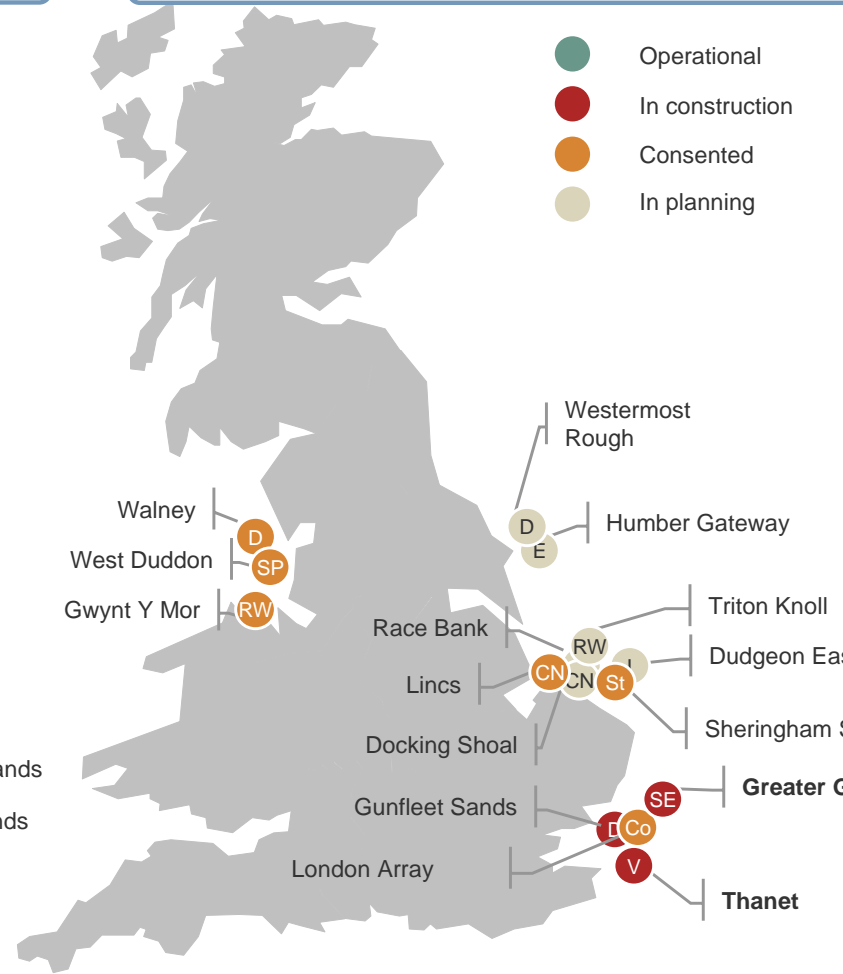 Operational
In construction
Consented
In planning
Westermost
Rough
Walney
D
D
Humber Gateway
E
West Duddon
SP
Gwynt Y Mor
RW
Triton Knoll
Race Bank
RW
Dudgeon Eas
Lincs
CN
CN
St
Sheringham S
Docking Shoal
ands
Greater G
SE
Gunfleet Sands
nds
D
Co
London Array
V
Thanet